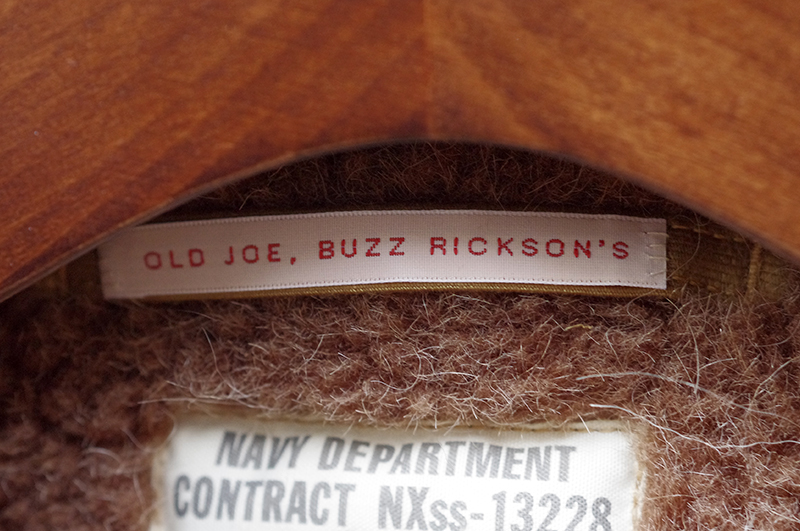 OLD JOE, BUZZ RICKSON'S
NAVY DEPARTMENT
CONTRACT NXss-13228